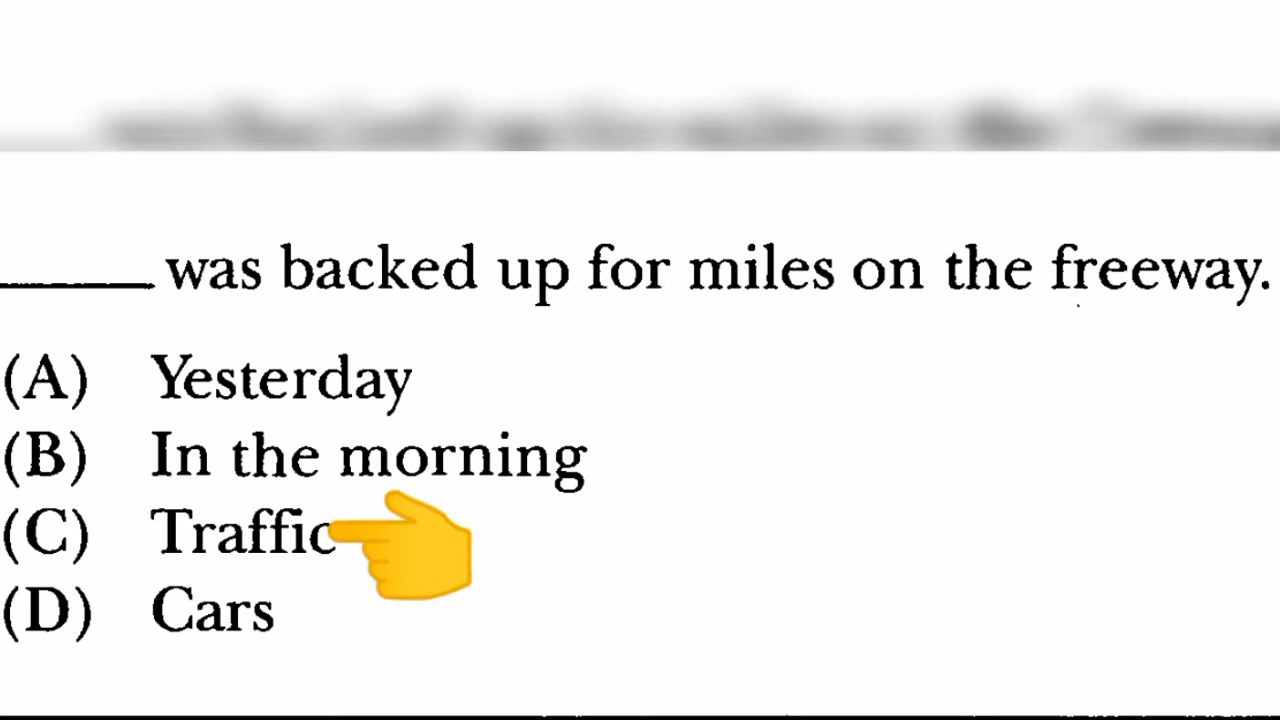 _____ was backed up for miles on the freeway.
(A) Yesterday
(B) In the morning
(C) Traffic
(D) Cars